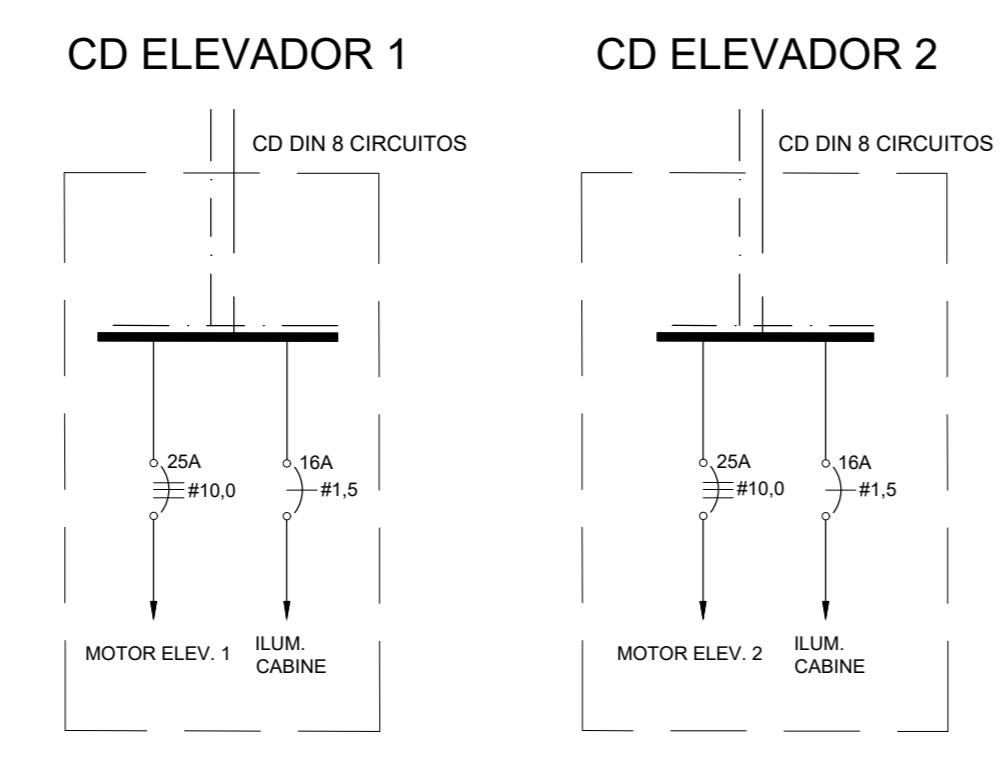 CD ELEVADOR 1
CD DIN 8 CIRCUITOS
25A
#10,0
16A
#1,5
MOTOR ELEV. 1
ILUM.
CABINE
CD ELEVADOR 2
CD DIN 8 CIRCUITOS
25A
#10,0
16A
#1,5
MOTOR ELEV. 2
ILUM.
CABINE